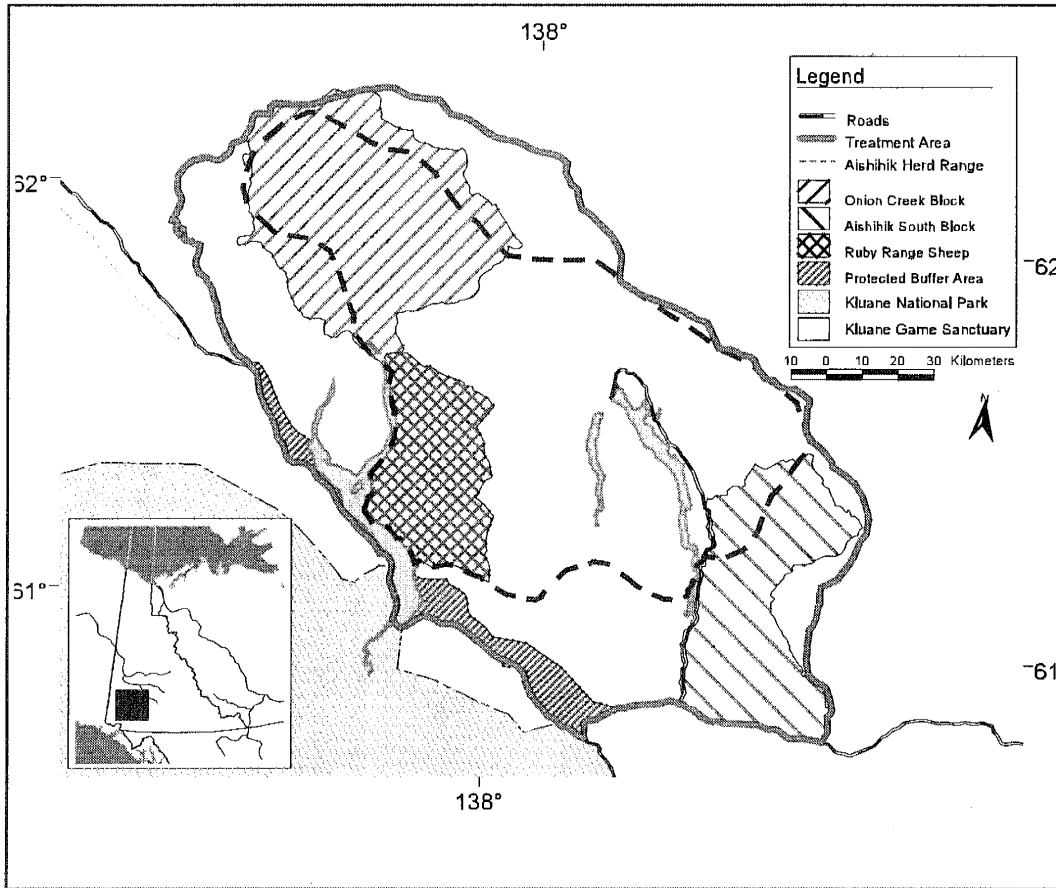 138°
Legend
Roads
Treatment Area
Aishihik Herd Range
Onion Creek Block
Aishihik South Block
Ruby Range Sheep
Protected Buffer Area
Kluane National Park
Kluane Game Sanctuary
10 0 10 20 30 Kilometers
62°
62
N
61°
61
138°